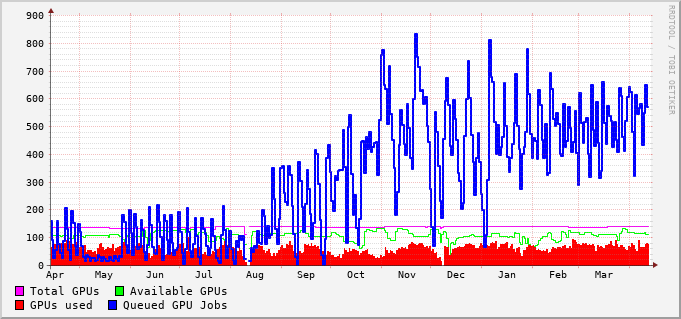 900
800
700
600
500
400
300
200
100
0
Apr May Jun Jul Aug Sep Oct Nov Dec Jan Feb Mar
Total GPUs Available GPUs
GPUs used Queued GPU Jobs
RRDTOOL / TOBI OETIKER